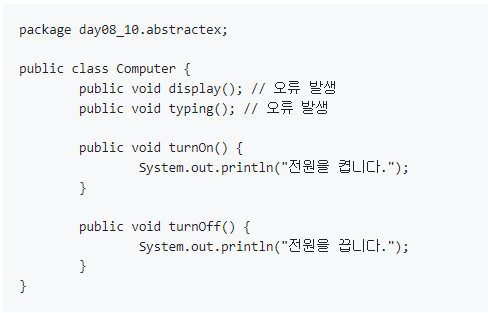 package day08_10.abstractex;
public class Computer {
public void display(); // 오류 발생
public void typing(); // 오류 발생
public void turnOn() {
System.out.println("전원을 켭니다.");
}
public void turnOff() {
System.out.println("전원을 끕니다.");
}
}